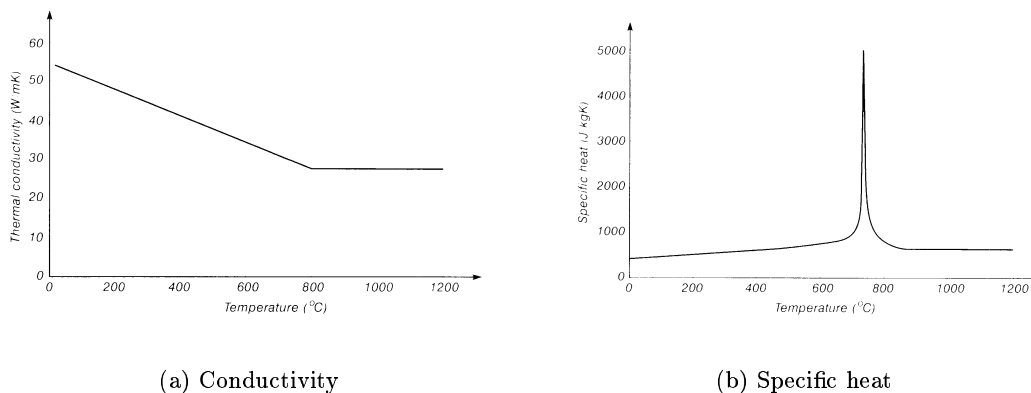 Thermal conductivity (W mK)
60
50
40
30
20
10
0
0 200 400 600 800 1000 1200
Temperature (°C)
(a) Conductivity
Specific heat (J kgK)
5000
4000
3000
2000
1000
0
0 200 400 600 800 1000 1200
Temperature (°C)
(b) Specific heat